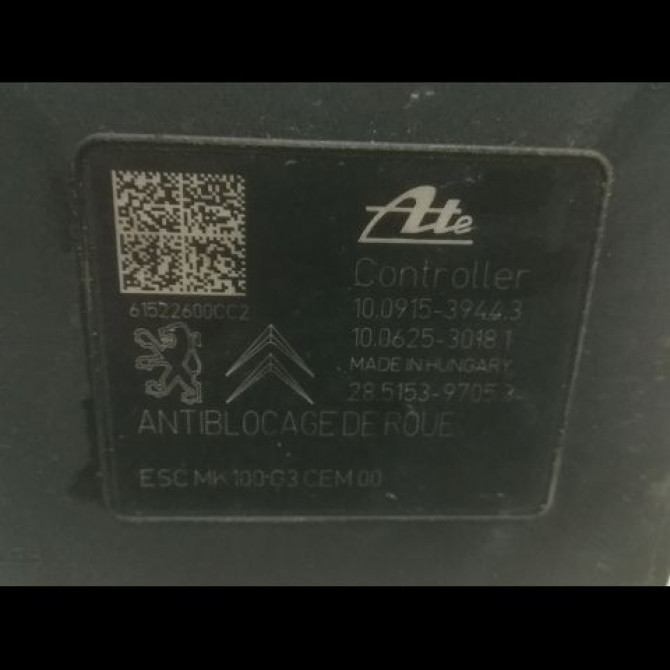 Ate
Controller
61522600CC2
10.0915-3944.3
10.0625-3018.1
MADE IN HUNGARY
28.5153-9705.3
ANTIBLOCAGE DE ROUE
ESC MK100 G3 CEM 00